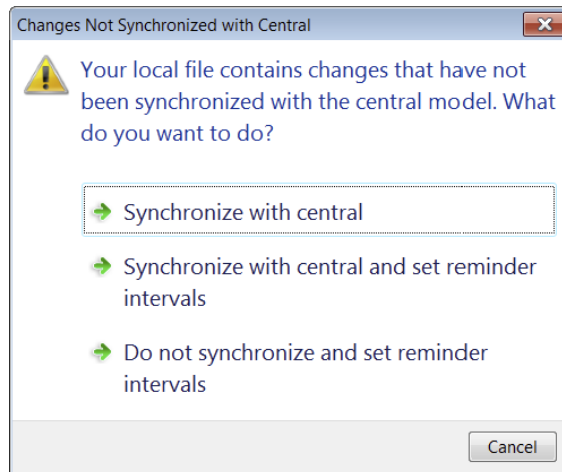 Changes Not Synchronized with Central
Your local file contains changes that have not
been synchronized with the central model. What
do you want to do?
Synchronize with central
Synchronize with central and set reminder
intervals
Do not synchronize and set reminder
intervals
Cancel